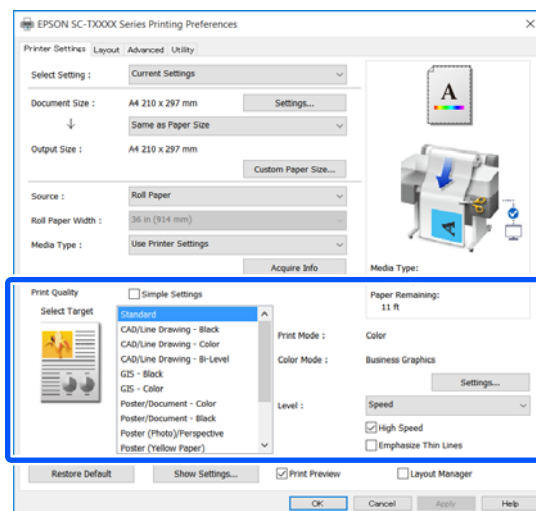 EPSON SC-TXXXX Series Printing Preferences
Printer Settings Layout Advanced Utility
Select Setting : Current Settings
Document Size : A4 210 x 297 mm Settings...
Same as Paper Size
Output Size : A4 210 x 297 mm
Custom Paper Size...
Source : Roll Paper
Roll Paper Width : 36 in (914 mm)
Media Type : Use Printer Settings
Acquire Info
A
A
Media Type:
Paper Remaining:
11 ft
Print Quality Simple Settings
Select Target
Standard
CAD/Line Drawing - Black
CAD/Line Drawing - Color
CAD/Line Drawing - Bi-Level
GIS - Black
GIS - Color
Poster/Document - Color
Poster/Document - Black
Poster (Photo)/Perspective
Poster (Yellow Paper)
Print Mode : Color
Color Mode : Business Graphics
Settings...
Level : Speed
High Speed
Emphasize Thin Lines
Restore Default Show Settings... Print Preview Layout Manager
OK Cancel Apply Help